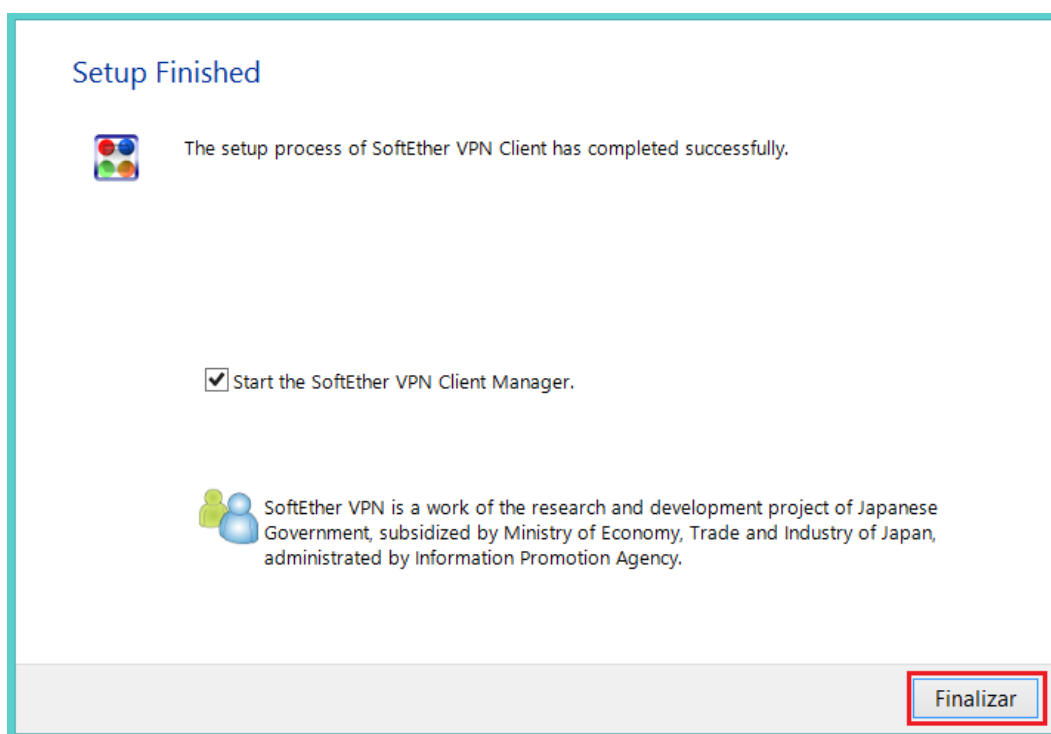 Setup Finished
The setup process of SoftEther VPN Client has completed successfully.
Start the SoftEther VPN Client Manager.
SoftEther VPN is a work of the research and development project of Japanese
Government, subsidized by Ministry of Economy, Trade and Industry of Japan,
administrated by Information Promotion Agency.
Finalizar